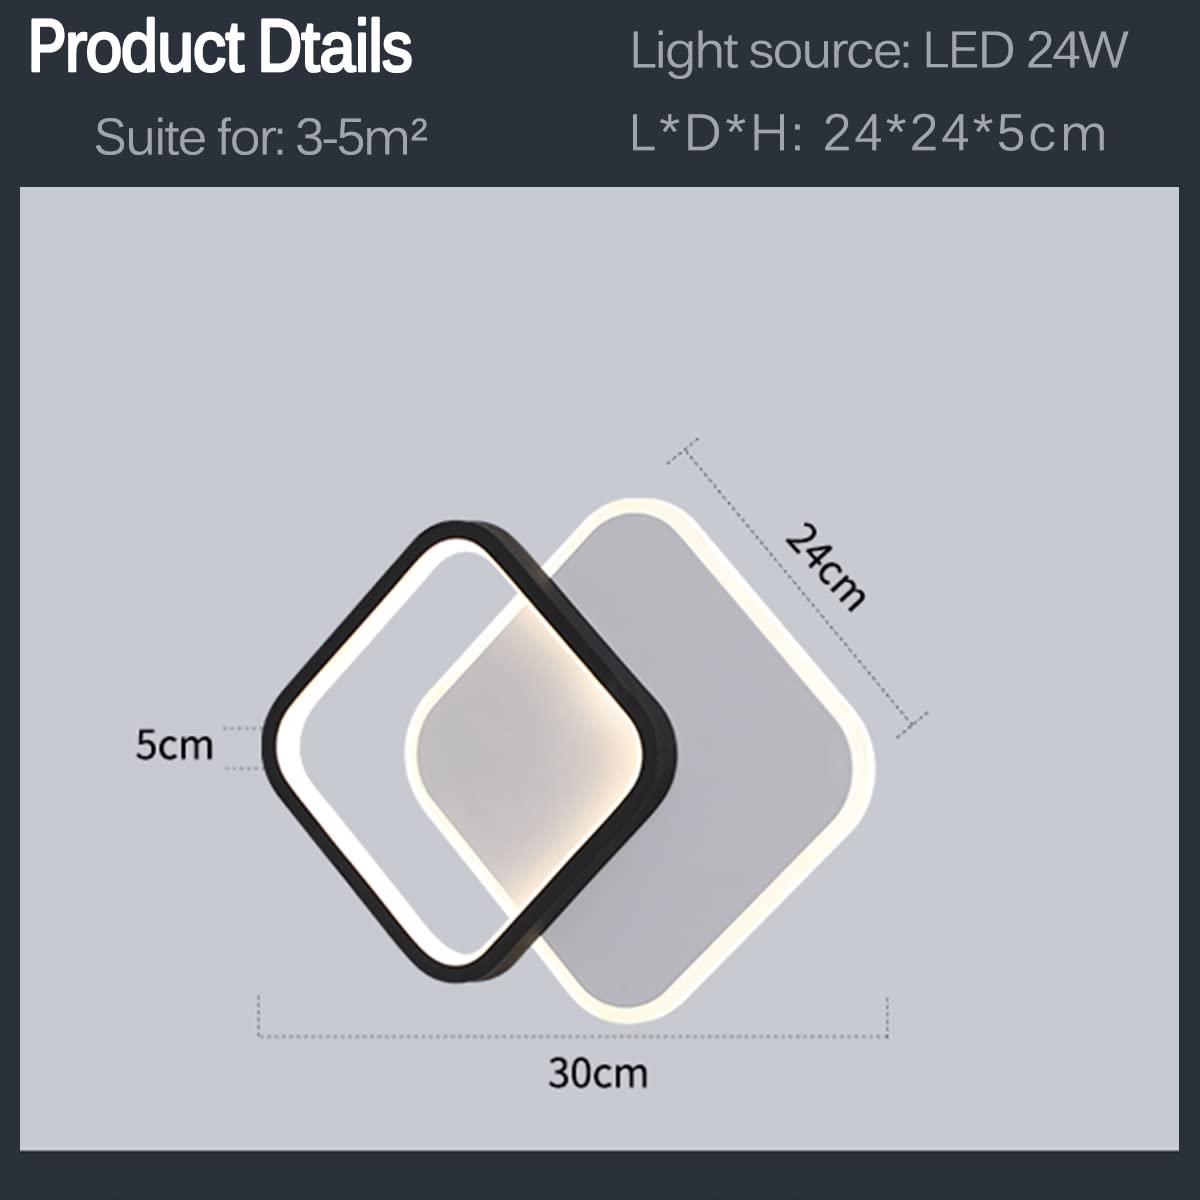 Product Dtails
Light source: LED 24W
Suite for: 3-5m²
L*D*H: 24*24*5cm
24cm
5cm
30cm